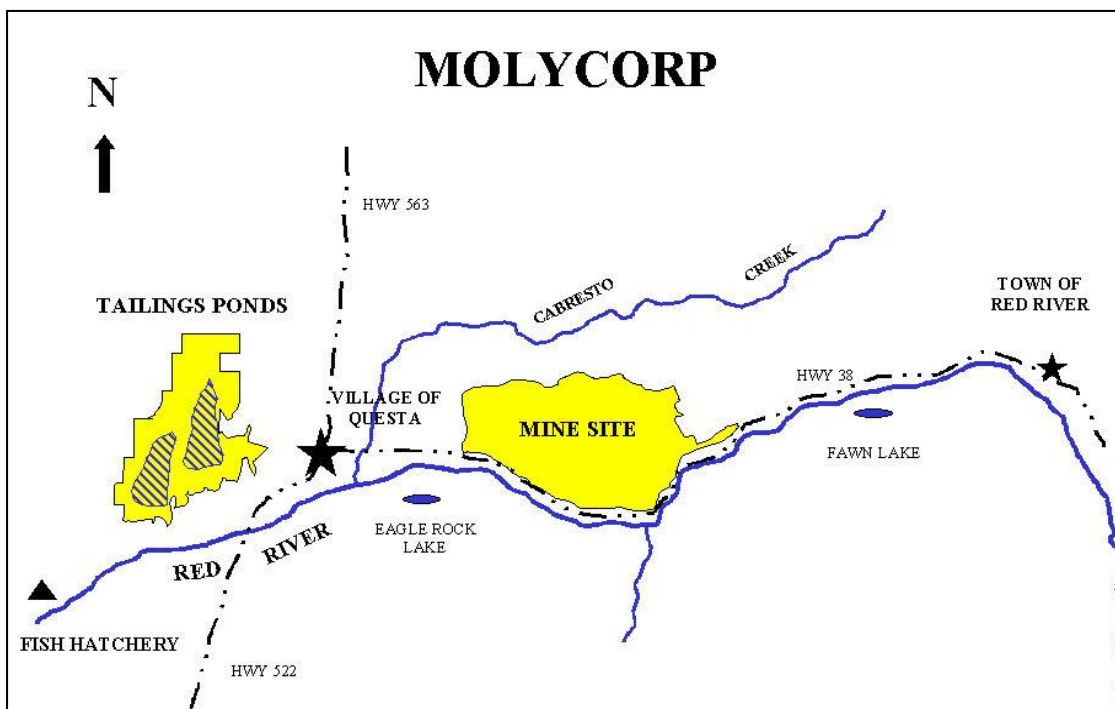 MOLYCORP
N
HWY 563
CREEK
CABRESTO
TOWN OF
RED RIVER
TAILINGS PONDS
HWY 38
VILLAGE OF
QUESTA
MINE SITE
FAWN LAKE
EAGLE ROCK
LAKE
RED RIVER
FISH HATCHERY
HWY 522